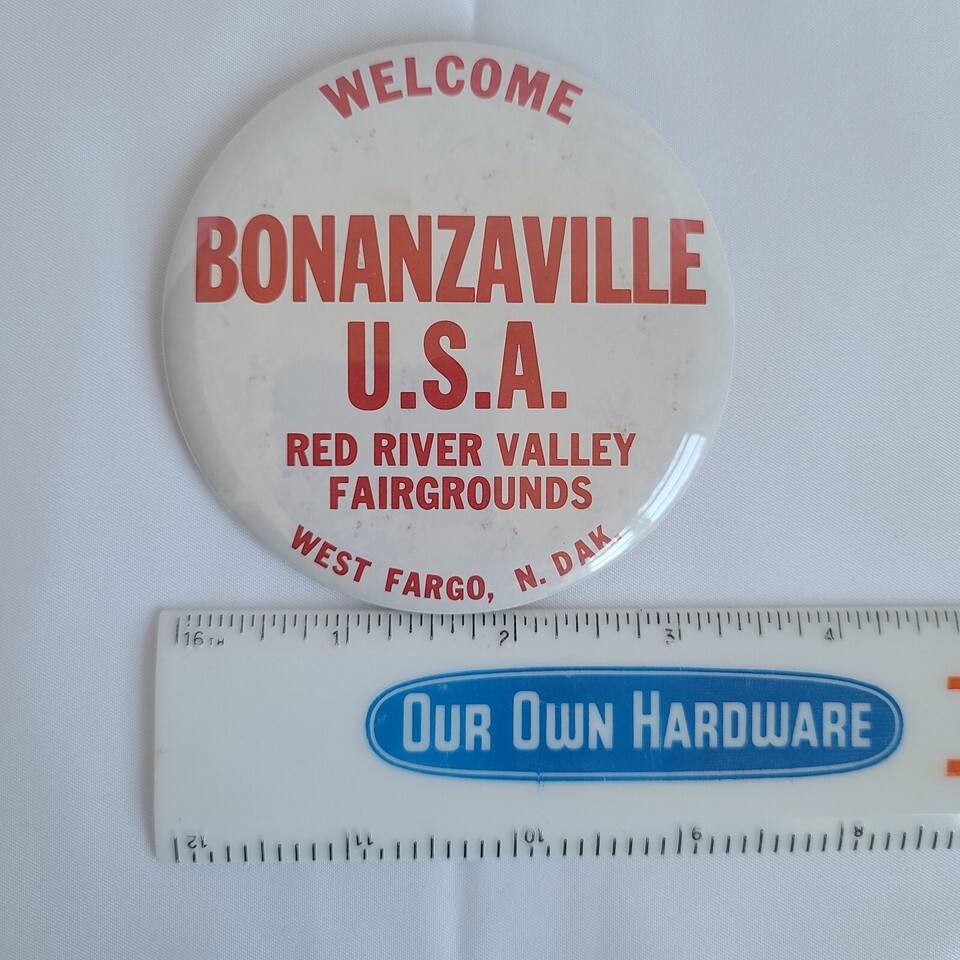 WELCOME
BONANZAVILLE
U.S.A.
RED RIVER VALLEY
FAIRGROUNDS
WEST FARGO, N. DAK.
16TH 1 2 3 4
OUR OWN HARDWARE
12 11 10 9 8